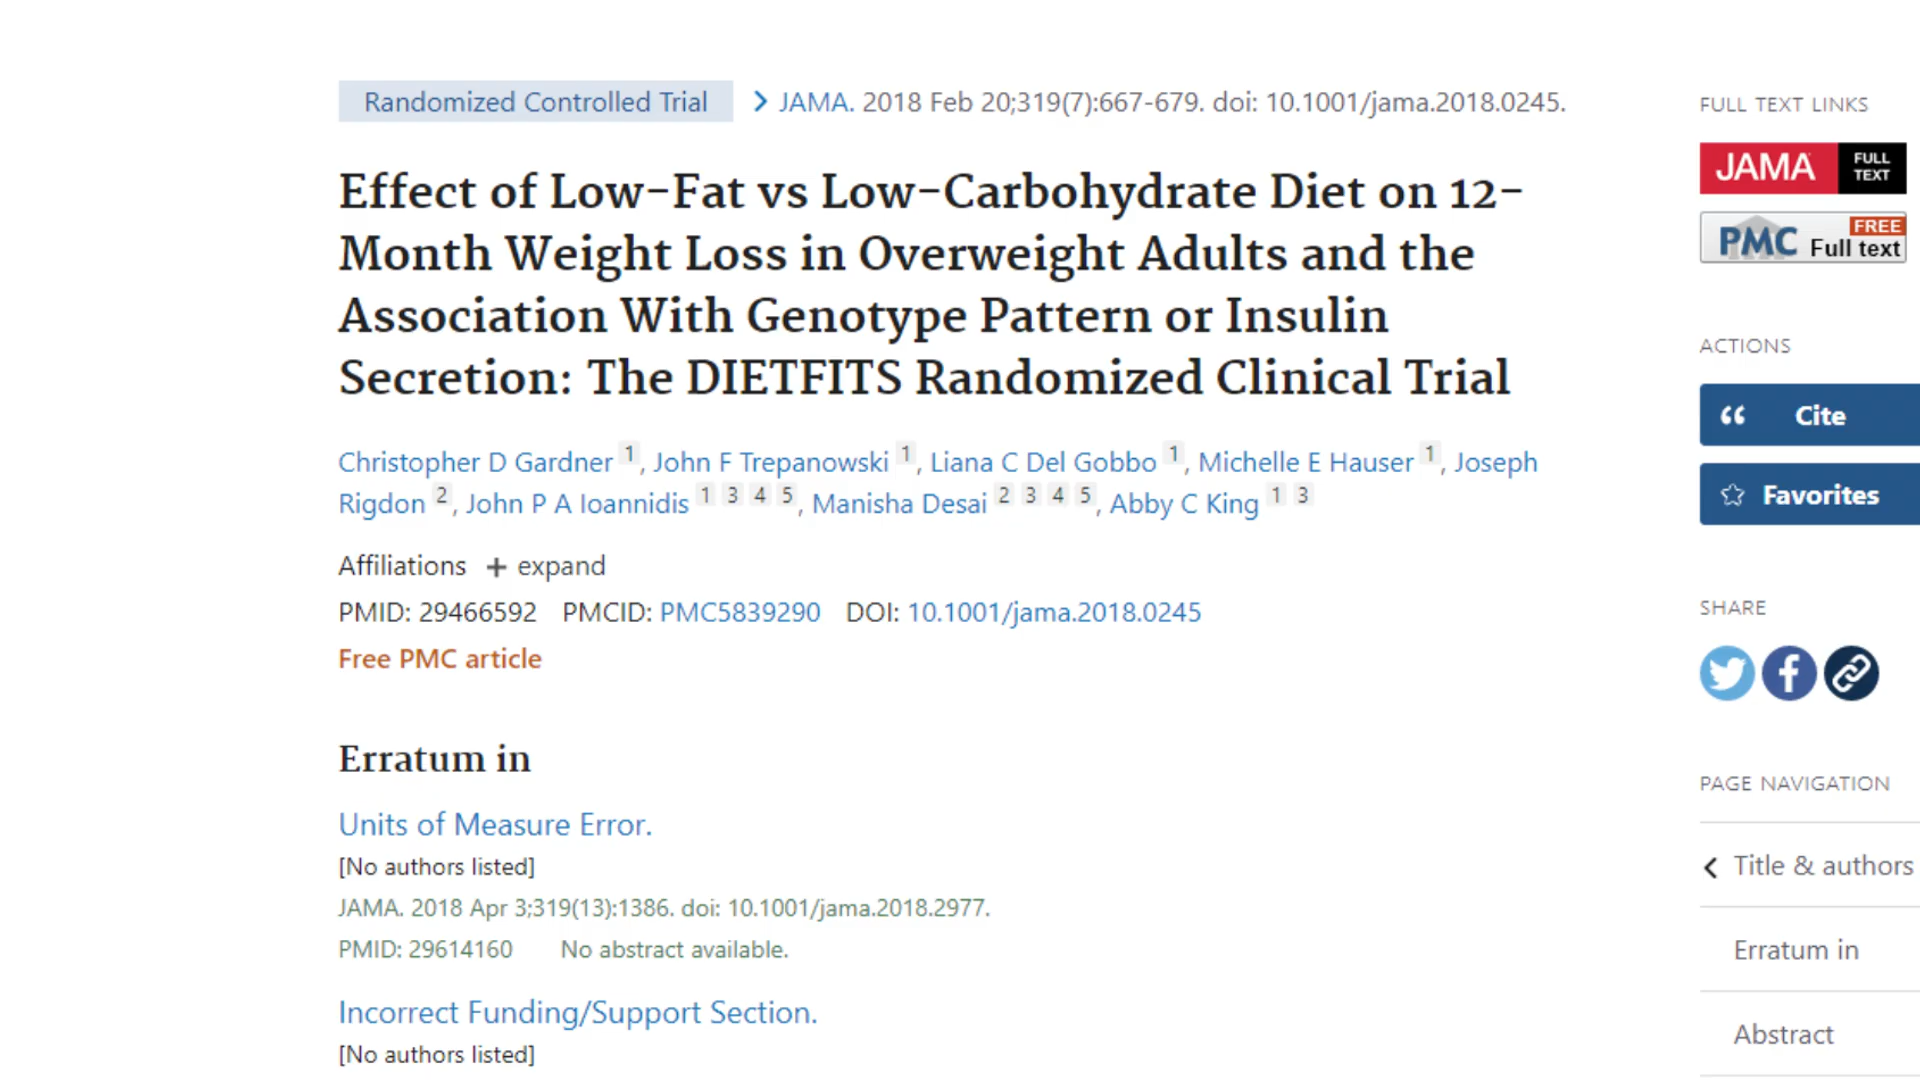 Randomized Controlled Trial > JAMA. 2018 Feb 20;319(7):667-679. doi: 10.1001/jama.2018.0245.
Effect of Low-Fat vs Low-Carbohydrate Diet on 12-
Month Weight Loss in Overweight Adults and the
Association With Genotype Pattern or Insulin
Secretion: The DIETFITS Randomized Clinical Trial
Christopher D Gardner 1, John F Trepanowski 1, Liana C Del Gobbo 1, Michelle E Hauser 1, Joseph
Rigdon 2, John P A Ioannidis 1 3 4 5, Manisha Desai 2 3 4 5, Abby C King 1 3
Affiliations + expand
PMID: 29466592 PMCID: PMC5839290 DOI: 10.1001/jama.2018.0245
Free PMC article
Erratum in
Units of Measure Error.
[No authors listed]
JAMA. 2018 Apr 3;319(13):1386. doi: 10.1001/jama.2018.2977.
PMID: 29614160 No abstract available.
Incorrect Funding/Support Section.
[No authors listed]
FULL TEXT LINKS
JAMA FULL TEXT
PMC FREE Full text
ACTIONS
Cite
Favorites
SHARE
PAGE NAVIGATION
Title & authors
Erratum in
Abstract